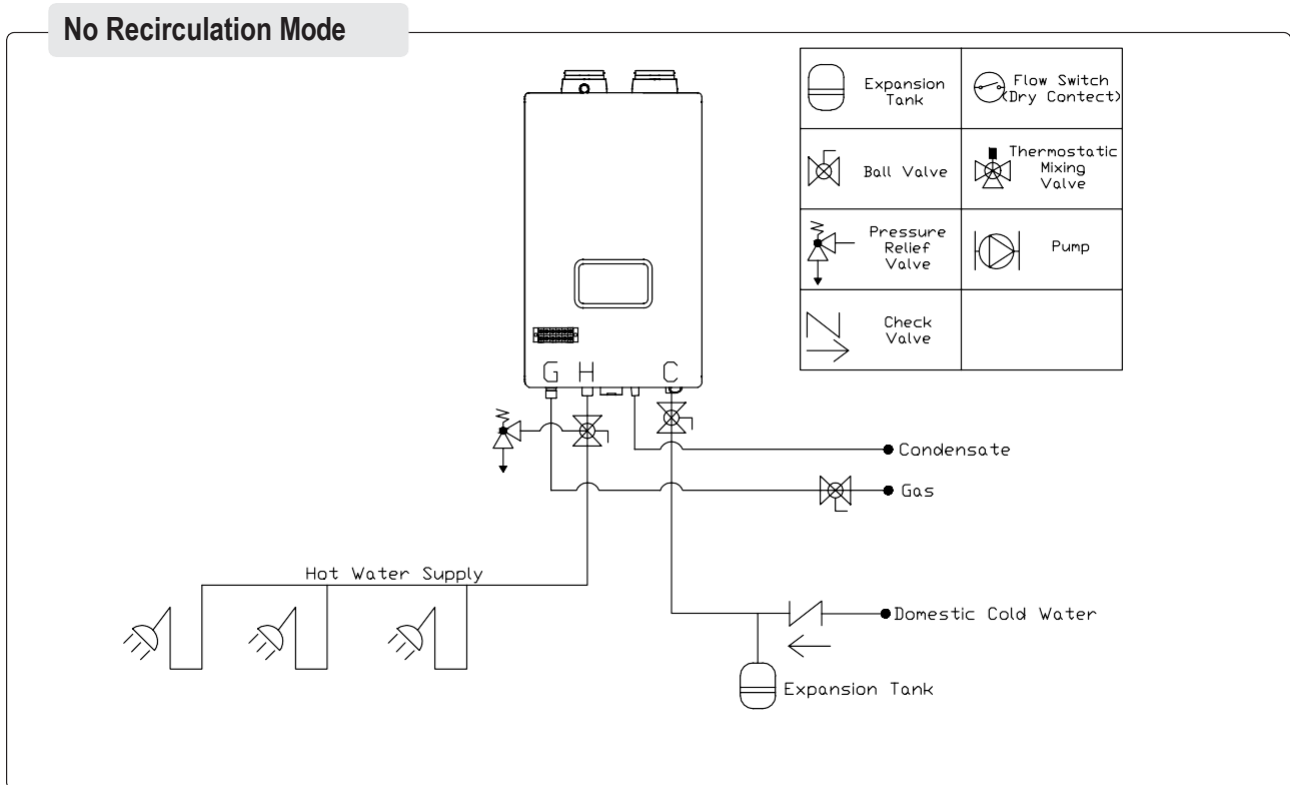 No Recirculation Mode
Expansion
Tank
Flow Switch
(Dry Contect)
Ball Valve
Thermostatic
Mixing
Valve
Pressure
Relief
Valve
Pump
Check
Valve
G H C
Condensate
Gas
Hot Water Supply
Domestic Cold Water
Expansion Tank